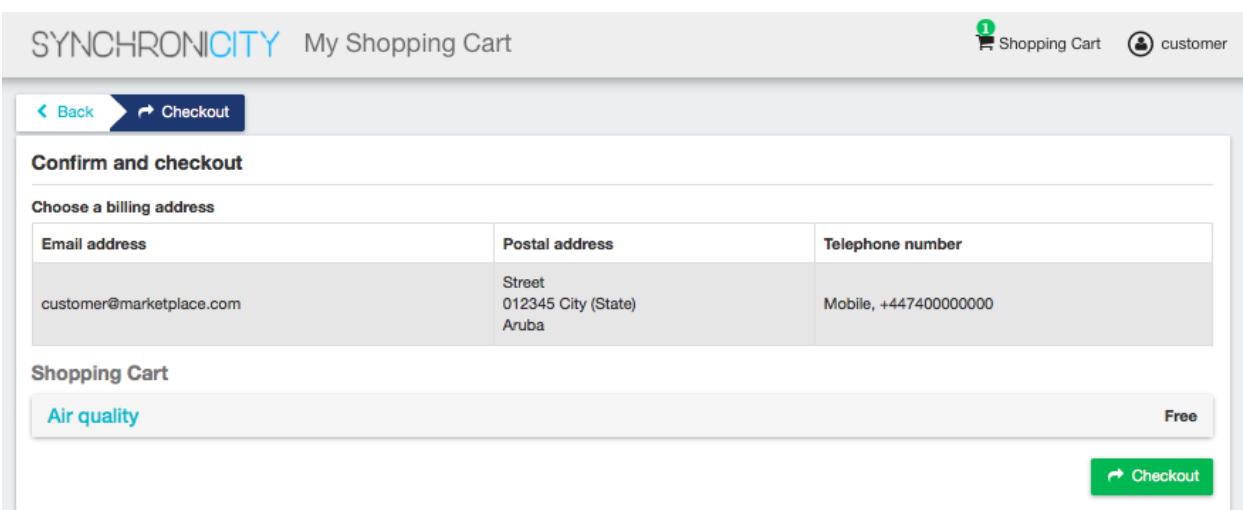 SYNCHRONICITY My Shopping Cart
1
Shopping Cart
customer
Back
Checkout
Confirm and checkout
Choose a billing address
Email address Postal address Telephone number
customer@marketplace.com
Street
012345 City (State)
Aruba
Mobile, +447400000000
Shopping Cart
Air quality Free
Checkout